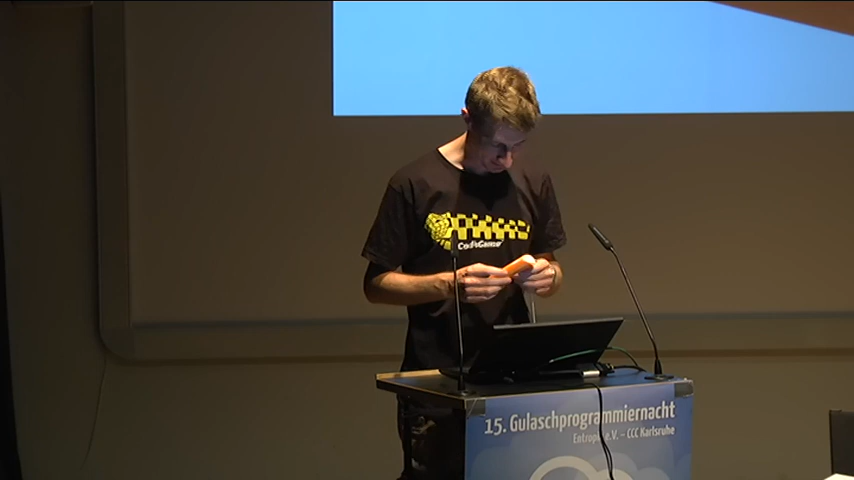 CodinGame
15. Gulaschprogrammiernacht
Entropia e.V. – CCC Karlsruhe